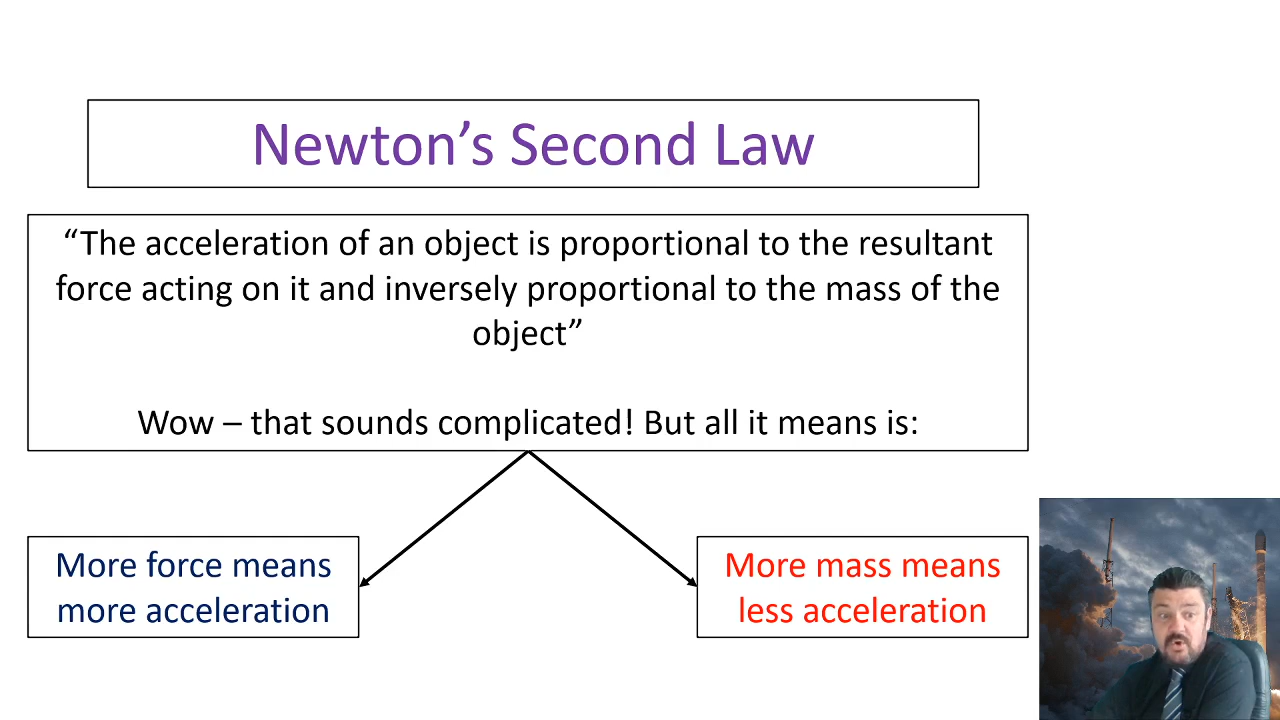 Newton’s Second Law
“The acceleration of an object is proportional to the resultant
force acting on it and inversely proportional to the mass of the
object”
Wow – that sounds complicated! But all it means is:
More force means
more acceleration
More mass means
less acceleration